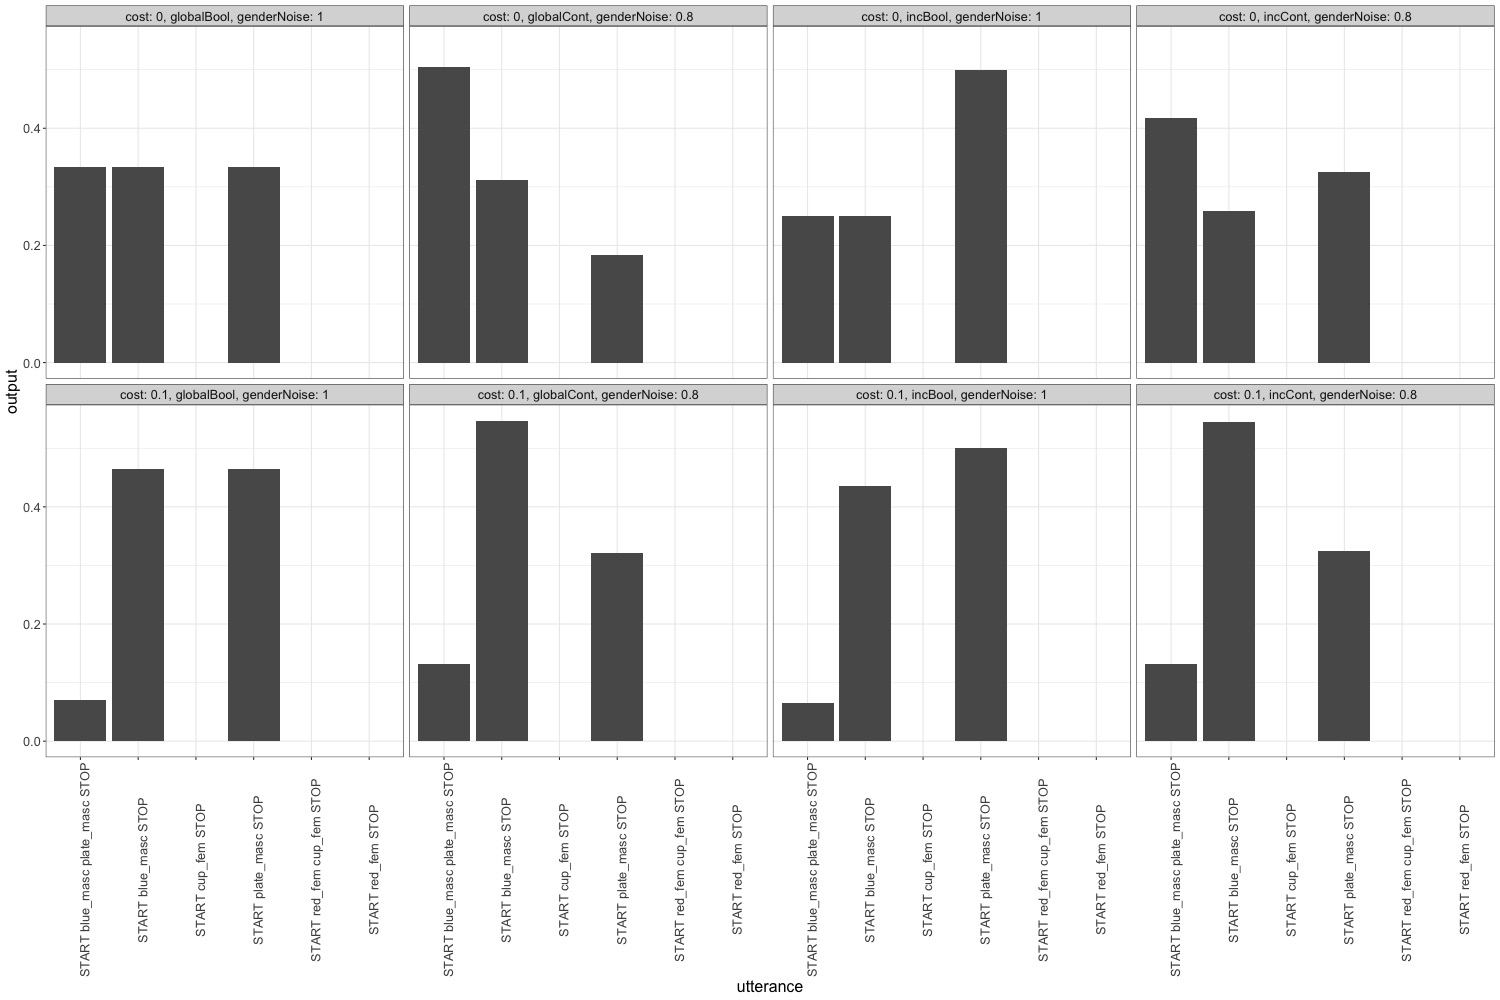 cost: 0, globalBool, genderNoise: 1
cost: 0, globalCont, genderNoise: 0.8
cost: 0, incBool, genderNoise: 1
cost: 0, incCont, genderNoise: 0.8
0.4
0.2
0.0
output
cost: 0.1, globalBool, genderNoise: 1
cost: 0.1, globalCont, genderNoise: 0.8
cost: 0.1, incBool, genderNoise: 1
cost: 0.1, incCont, genderNoise: 0.8
0.4
0.2
0.0
START blue_masc plate_masc STOP
START blue_masc STOP
START cup_fem STOP
START plate_masc STOP
START red_fem cup_fem STOP
START red_fem STOP
START blue_masc plate_masc STOP
START blue_masc STOP
START cup_fem STOP
START plate_masc STOP
START red_fem cup_fem STOP
START red_fem STOP
START blue_masc plate_masc STOP
START blue_masc STOP
START cup_fem STOP
START plate_masc STOP
START red_fem cup_fem STOP
START red_fem STOP
START blue_masc plate_masc STOP
START blue_masc STOP
START cup_fem STOP
START plate_masc STOP
START red_fem cup_fem STOP
START red_fem STOP
utterance